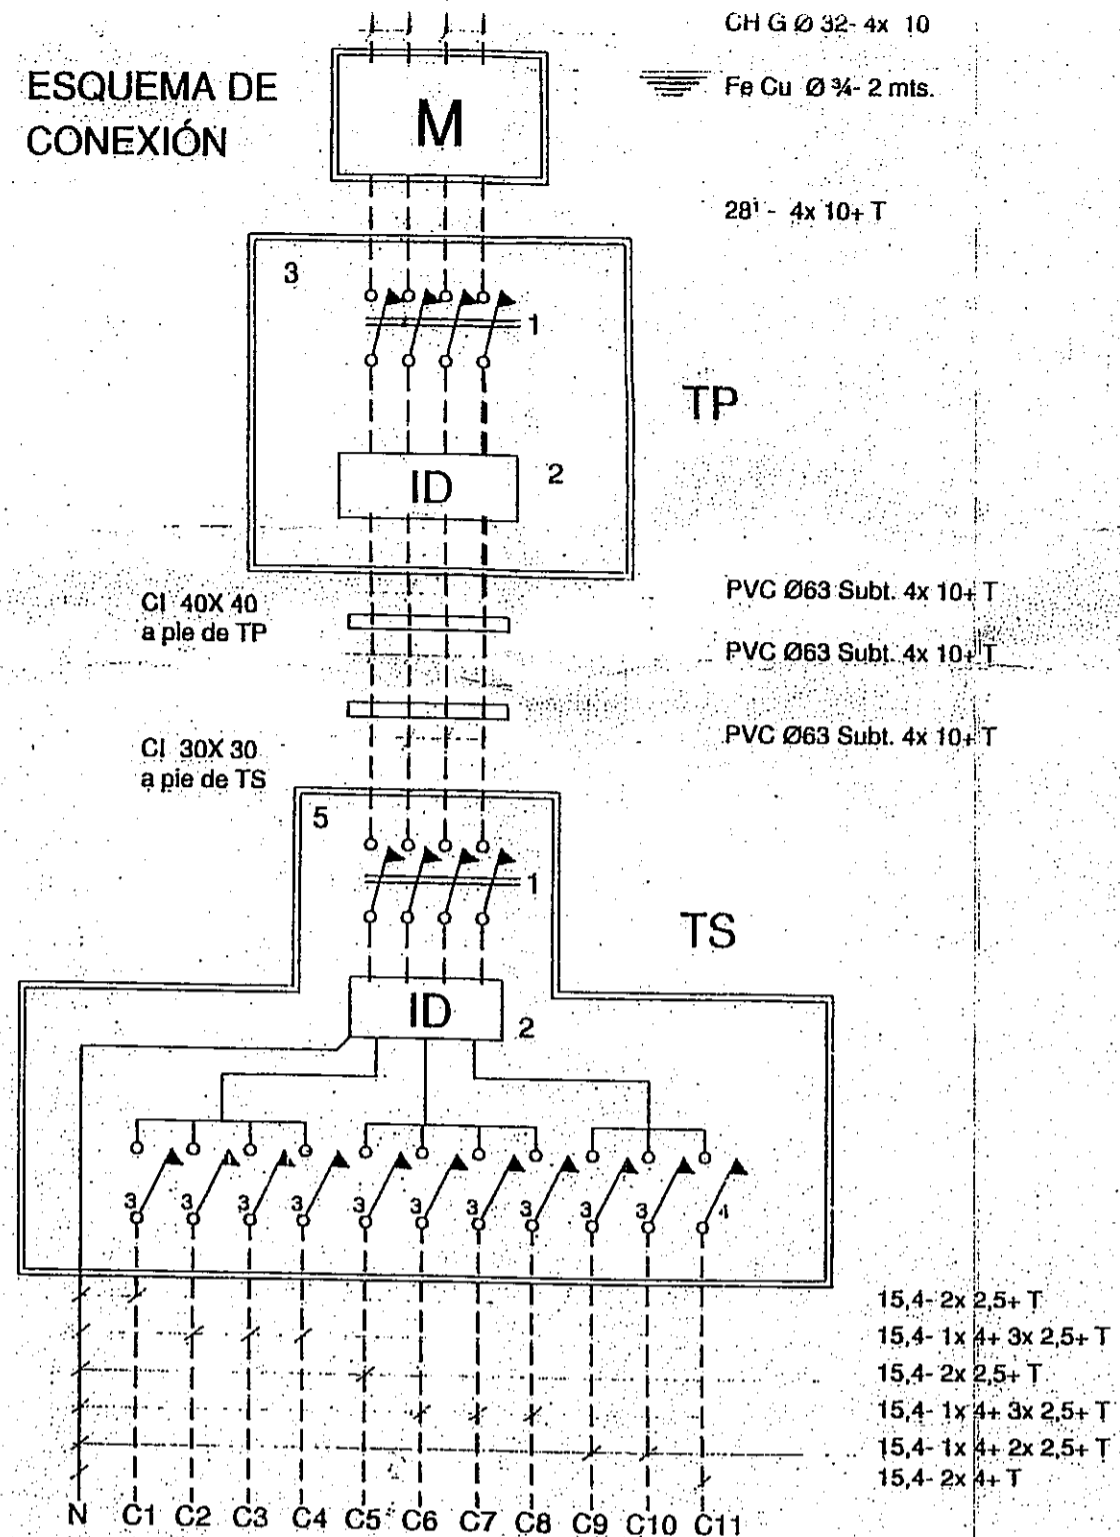 CH G Ø 32- 4x 10
ESQUEMA DE
CONEXIÓN
M
Fe Cu Ø ¾- 2 mts.
28¹ - 4x 10+ T
3
1
TP
ID
2
CI 40X 40
a pie de TP
PVC Ø63 Subt. 4x 10+ T
PVC Ø63 Subt. 4x 10+ T
CI 30X 30
a pie de TS
PVC Ø63 Subt. 4x 10+ T
5
1
TS
ID
2
3 3 3 3 3 3 3 3 3 3 4
15,4- 2x 2,5+ T
15,4- 1x 4+ 3x 2,5+ T
15,4- 2x 2,5+ T
15,4- 1x 4+ 3x 2,5+ T
15,4- 1x 4+ 2x 2,5+ T
15,4- 2x 4+ T
N C1 C2 C3 C4 C5 C6 C7 C8 C9 C10 C11